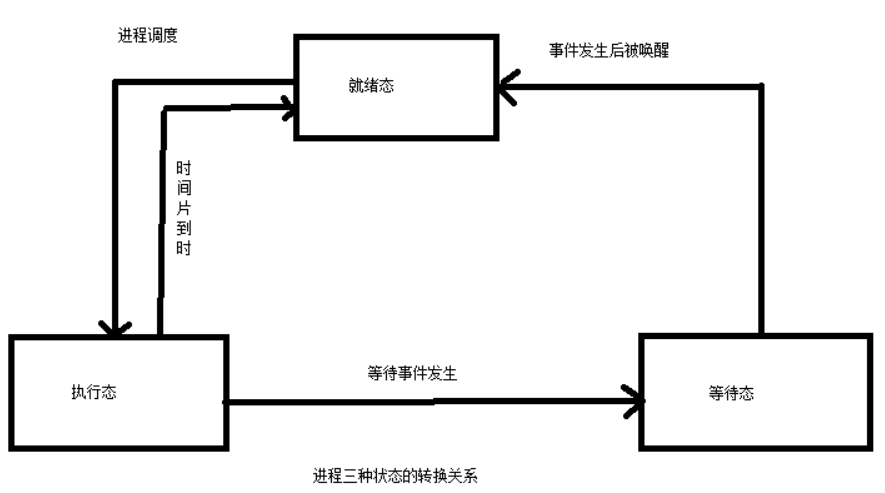 进程调度
事件发生后被唤醒
就绪态
时间片到时
执行态
等待事件发生
等待态
进程三种状态的转换关系